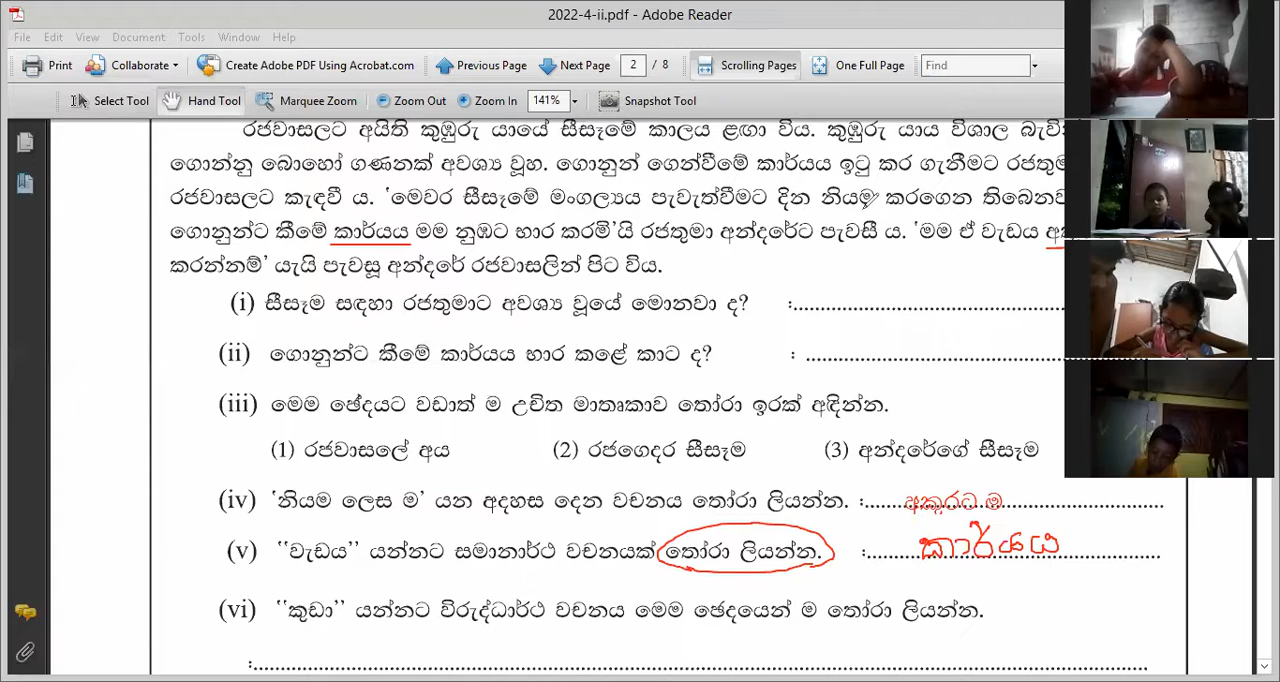 2022-4-ii.pdf - Adobe Reader
File Edit View Document Tools Window Help
Print Collaborate Create Adobe PDF Using Acrobat.com Previous Page Next Page 2 / 8 Scrolling Pages One Full Page Find
Select Tool Hand Tool Marquee Zoom Zoom Out Zoom In 141% Snapshot Tool
රජවාසලට අයිති කුඹුරු යායේ සීසෑමේ කාලය ළඟා විය. කුඹුරු යාය විශාල බැවි
ගොන්නු බොහෝ ගණනක් අවශ්‍ය වූහ. ගොනුන් ගෙන්වීමේ කාර්යය ඉටු කර ගැනීමට රජතුමා
රජවාසලට කැඳවී ය. 'මෙවර සීසෑමේ මංගල්‍යය පැවැත්වීමට දින නියම කරගෙන තිබෙනව
ගොනුන්ට කීමේ කාර්යය මම නුඹට භාර කරමි'යි රජතුමා අන්දරේට පැවසී ය. 'මම ඒ වැඩය අ
කරන්නම්' යැයි පැවසූ අන්දරේ රජවාසලින් පිට විය.
(i) සීසෑම සඳහා රජතුමාට අවශ්‍ය වූයේ මොනවා ද? :..............................
(ii) ගොනුන්ට කීමේ කාර්යය භාර කළේ කාට ද? : ..............................
(iii) මෙම ඡේදයට වඩාත් ම උචිත මාතෘකාව තෝරා ඉරක් අඳින්න.
(1) රජවාසලේ අය (2) රජගෙදර සීසෑම (3) අන්දරේගේ සීසෑම
(iv) 'නියම ලෙස ම' යන අදහස දෙන වචනය තෝරා ලියන්න. :....... අකුරට ම .......
(v) "වැඩය" යන්නට සමානාර්ථ වචනයක් තෝරා ලියන්න. :....... කාර්යය .......
(vi) "කුඩා" යන්නට විරුද්ධාර්ථ වචනය මෙම ඡේදයෙන් ම තෝරා ලියන්න.
:............................................................